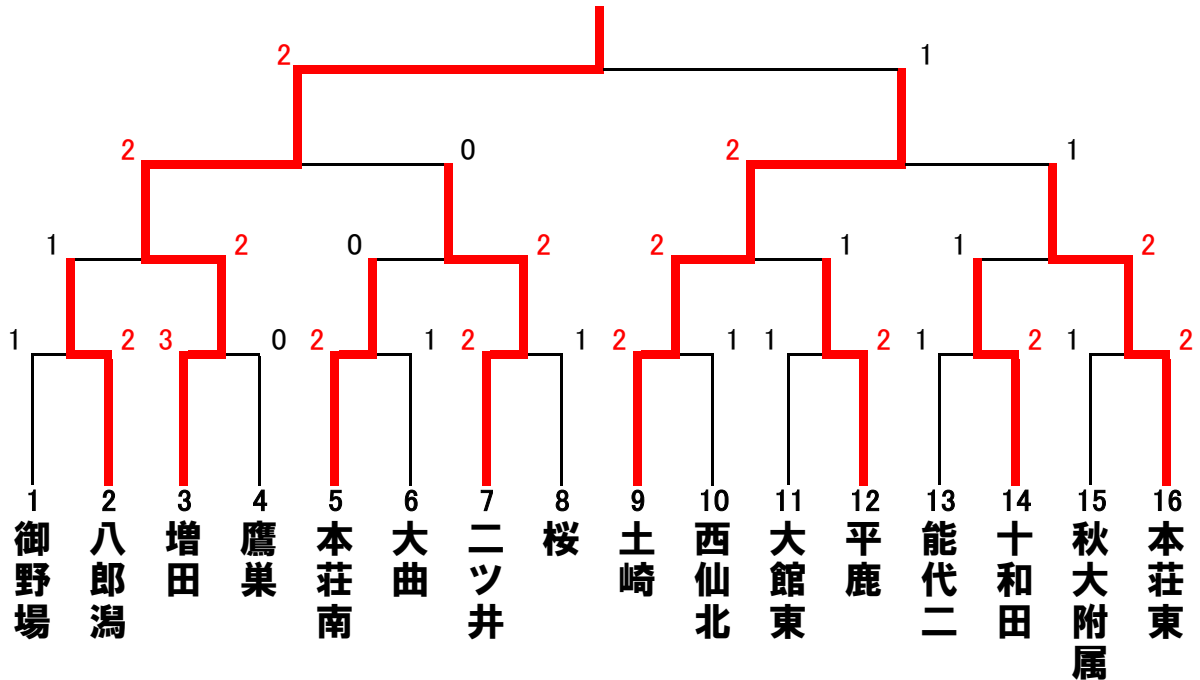 2 1
2 0 2 1
1 2 0 2 2 1 1 2
1 2 3 0 2 1 2 1 2 1 1 2 1 2 1 2
1 2 3 4 5 6 7 8 9 10 11 12 13 14 15 16
御野場
八郎潟
増田
鷹巣
本荘南
大曲
二ツ井
桜
土崎
西仙北
大館東
平鹿
能代二
十和田
秋大附属
本荘東